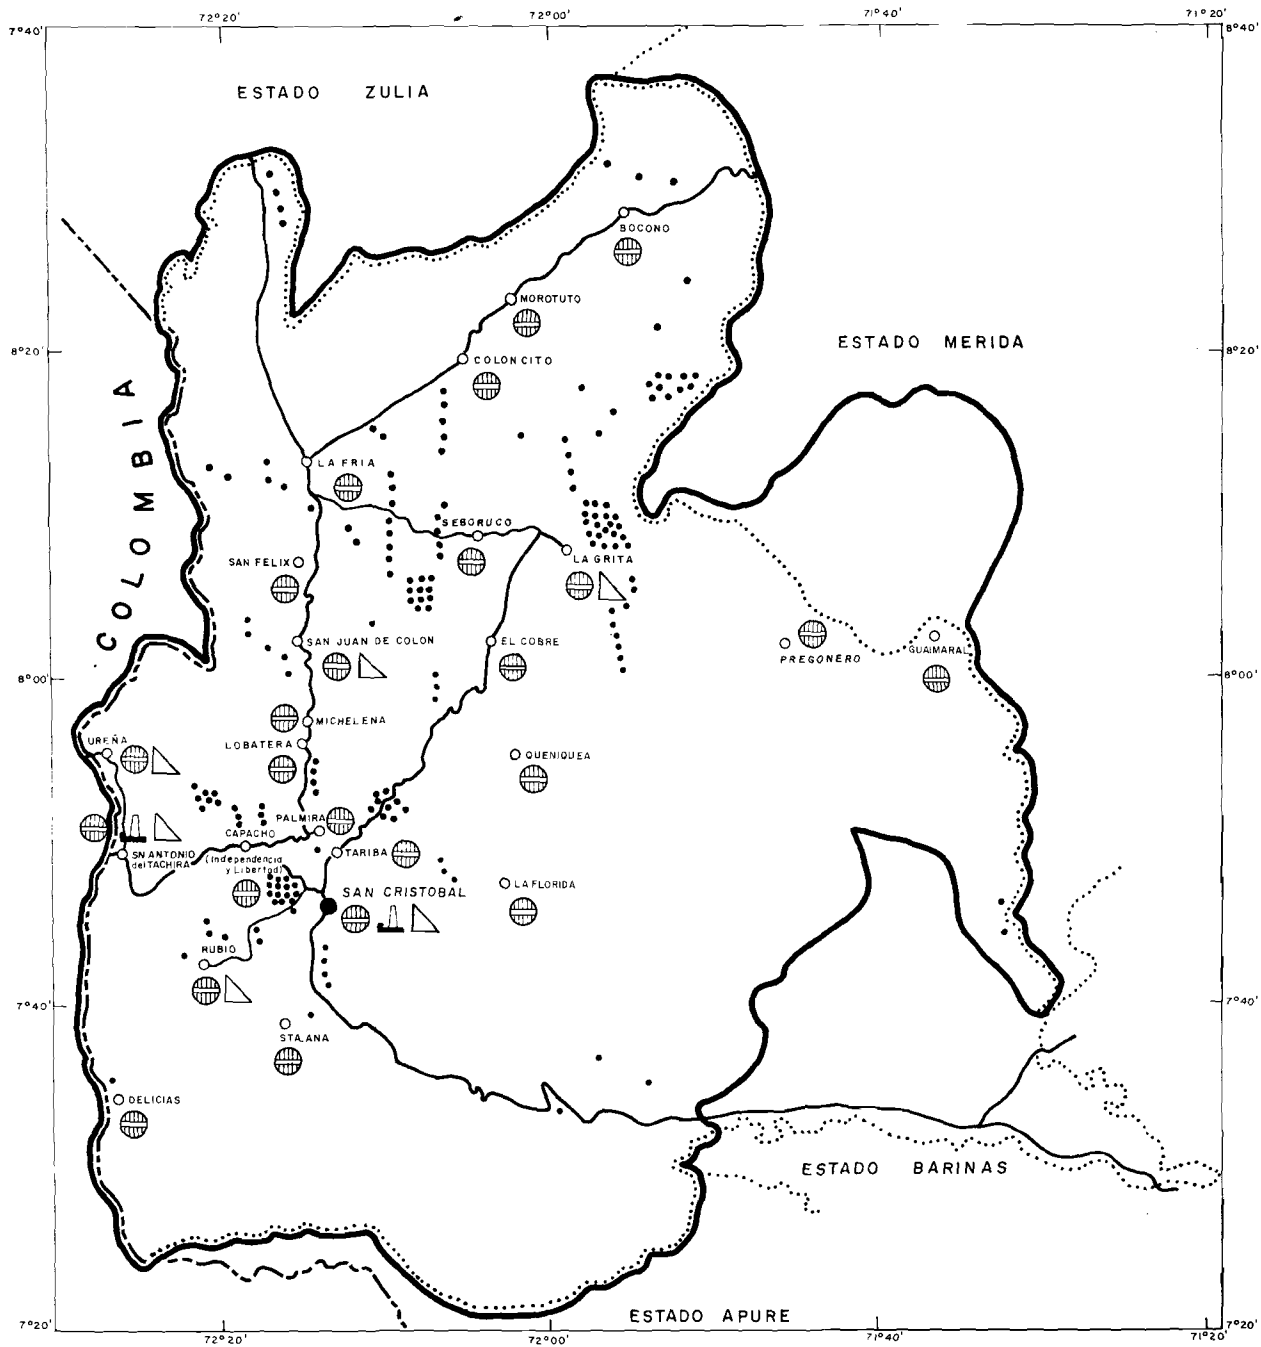 72°20'
72°00'
71°40'
71°20'
7°40'
8°40'
ESTADO ZULIA
BOCONO
MOROTUTO
ESTADO MERIDA
8°20'
8°20'
COLONCITO
COLOMBIA
LA FRIA
SEBORUCO
SAN FELIX
LA GRITA
SAN JUAN DE COLON
EL COBRE
PREGONERO
GUAIMARAL
8°00'
8°00'
MICHELENA
UREÑA
LOBATERA
QUENIQUEA
PALMIRA
CAPACHO
SN ANTONIO
del TACHIRA
(Independencia
y Libertad)
TARIBA
SAN CRISTOBAL
LA FLORIDA
RUBIO
7°40'
7°40'
STA.ANA
DELICIAS
ESTADO BARINAS
ESTADO APURE
7°20'
7°20'
72°20'
72°00'
71°40'
71°20'